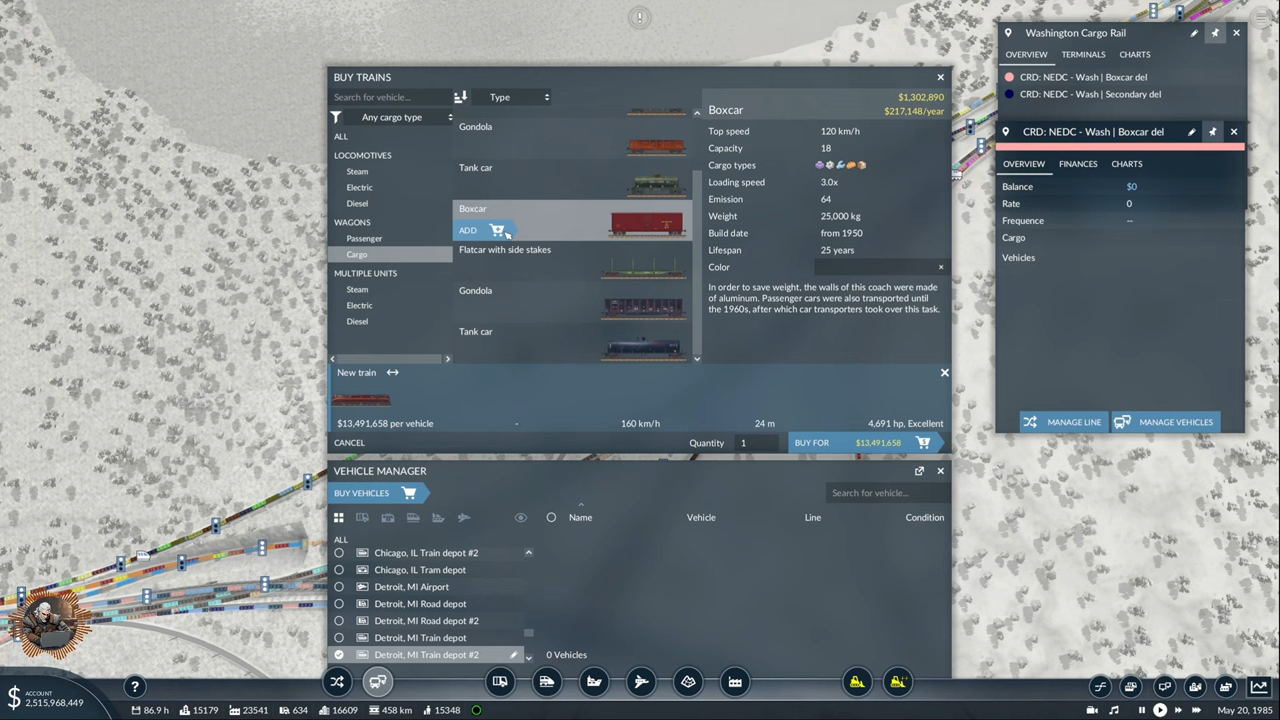 BUY TRAINS
Search for vehicle...
Type
Any cargo type
ALL
LOCOMOTIVES
Steam
Electric
Diesel
WAGONS
Passenger
Cargo
MULTIPLE UNITS
Steam
Electric
Diesel
Gondola
Tank car
Boxcar
ADD
Flatcar with side stakes
Gondola
Tank car
$1,302,890
Boxcar $217,148/year
Top speed 120 km/h
Capacity 18
Cargo types
Loading speed 3.0x
Emission 64
Weight 25,000 kg
Build date from 1950
Lifespan 25 years
Color
In order to save weight, the walls of this coach were made
of aluminum. Passenger cars were also transported until
the 1960s, after which car transporters took over this task.
New train
$13,491,658 per vehicle - 160 km/h 24 m 4,691 hp, Excellent
CANCEL Quantity 1 BUY FOR $13,491,658
VEHICLE MANAGER
BUY VEHICLES Search for vehicle...
Name Vehicle Line Condition
ALL
Chicago, IL Train depot #2
Chicago, IL Tram depot
Detroit, MI Airport
Detroit, MI Road depot
Detroit, MI Road depot #2
Detroit, MI Train depot
Detroit, MI Train depot #2 0 Vehicles
Washington Cargo Rail
OVERVIEW TERMINALS CHARTS
CRD: NEDC - Wash | Boxcar del
CRD: NEDC - Wash | Secondary del
CRD: NEDC - Wash | Boxcar del
OVERVIEW FINANCES CHARTS
Balance $0
Rate 0
Frequence --
Cargo
Vehicles
MANAGE LINE MANAGE VEHICLES
$ ACCOUNT
2,515,968,449
?
86.9 h 15179 23541 634 16609 458 km 15348 May 20, 1985